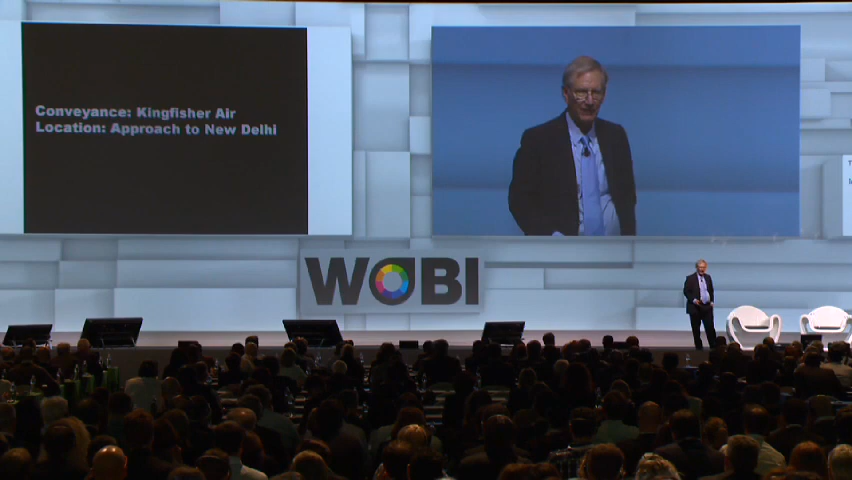 Conveyance: Kingfisher Air
Location: Approach to New Delhi
WOBI